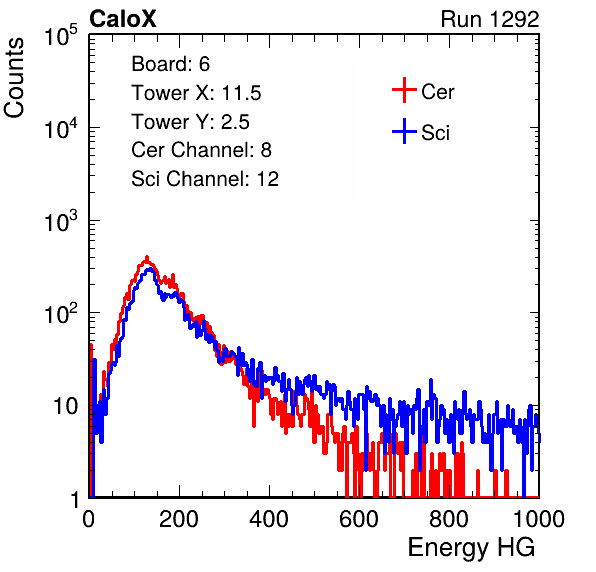 CaloX Run 1292
Counts
Board: 6
Tower X: 11.5
Tower Y: 2.5
Cer Channel: 8
Sci Channel: 12
Cer
Sci
10^5
10^4
10^3
10^2
10
1
0 200 400 600 800 1000
Energy HG